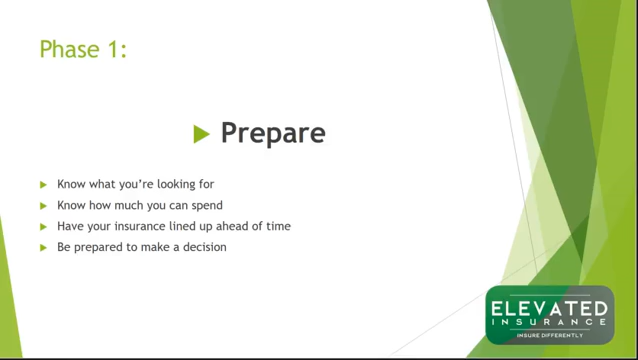 Phase 1:
Prepare
Know what you're looking for
Know how much you can spend
Have your insurance lined up ahead of time
Be prepared to make a decision
ELEVATED
INSURANCE
INSURE DIFFERENTLY